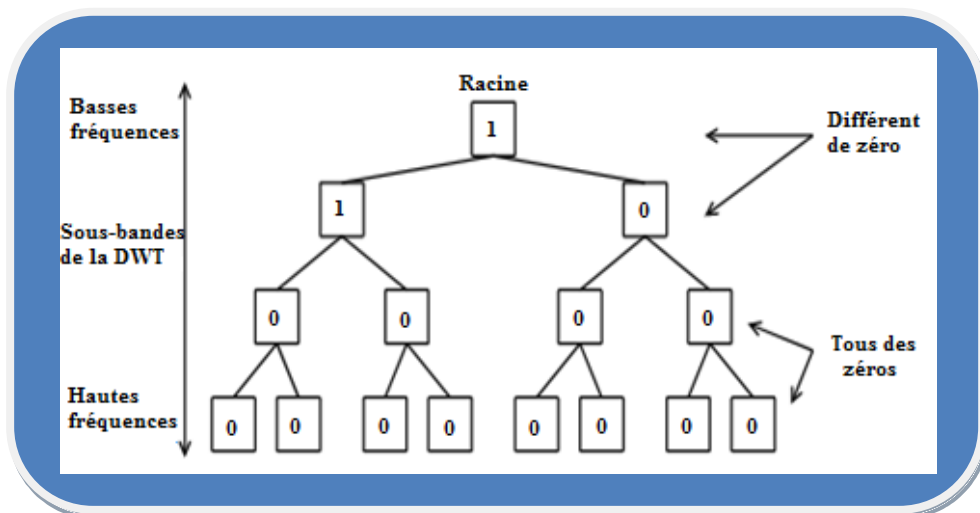 Racine
Basses
fréquences
1
Différent
de zéro
1
0
Sous-bandes
de la DWT
0
0
0
0
Tous des
zéros
Hautes
fréquences
0
0
0
0
0
0
0
0